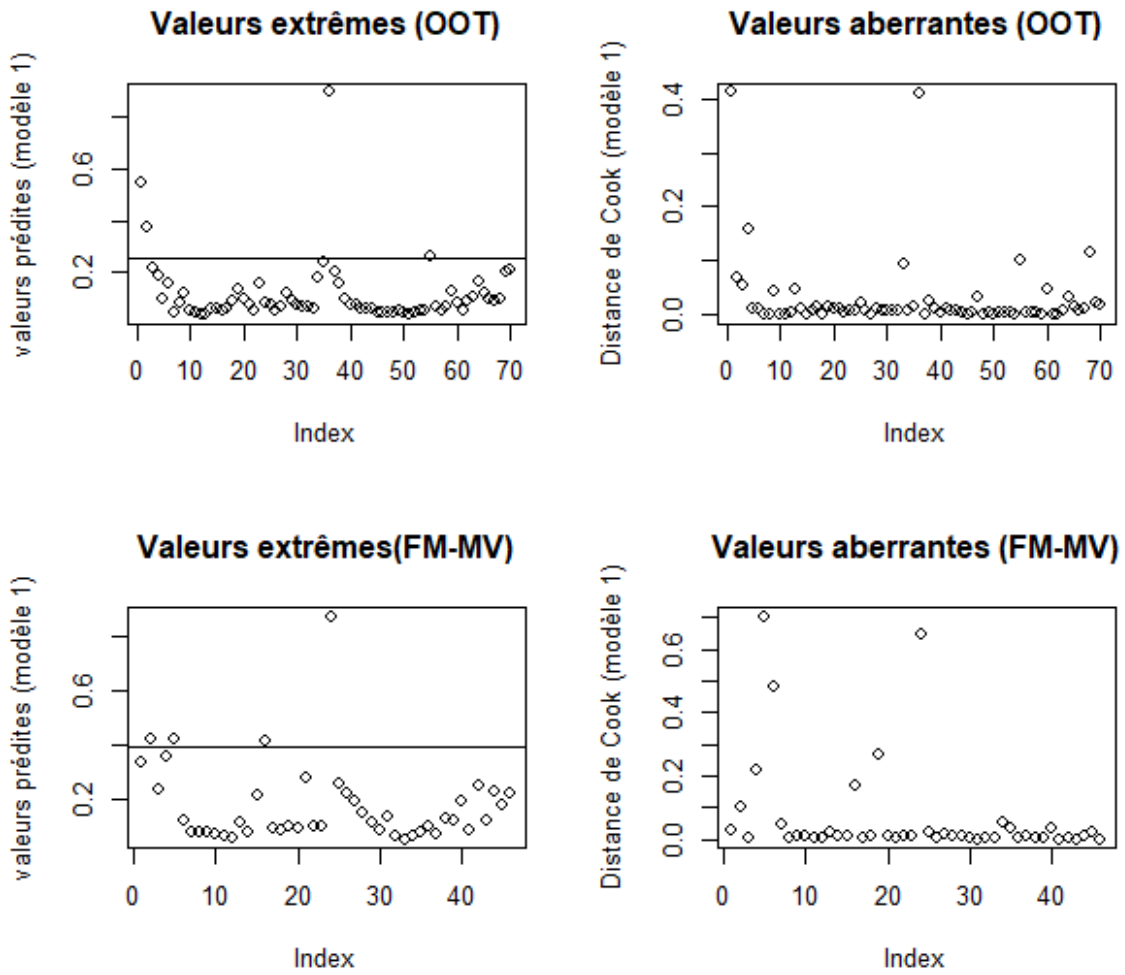 Valeurs extrêmes (OOT)
valeurs prédites (modèle 1)
0.2 0.6
0 10 20 30 40 50 60 70
Index
Valeurs aberrantes (OOT)
Distance de Cook (modèle 1)
0.0 0.2 0.4
0 10 20 30 40 50 60 70
Index
Valeurs extrêmes(FM-MV)
valeurs prédites (modèle 1)
0.2 0.6
0 10 20 30 40
Index
Valeurs aberrantes (FM-MV)
Distance de Cook (modèle 1)
0.0 0.2 0.4 0.6
0 10 20 30 40
Index